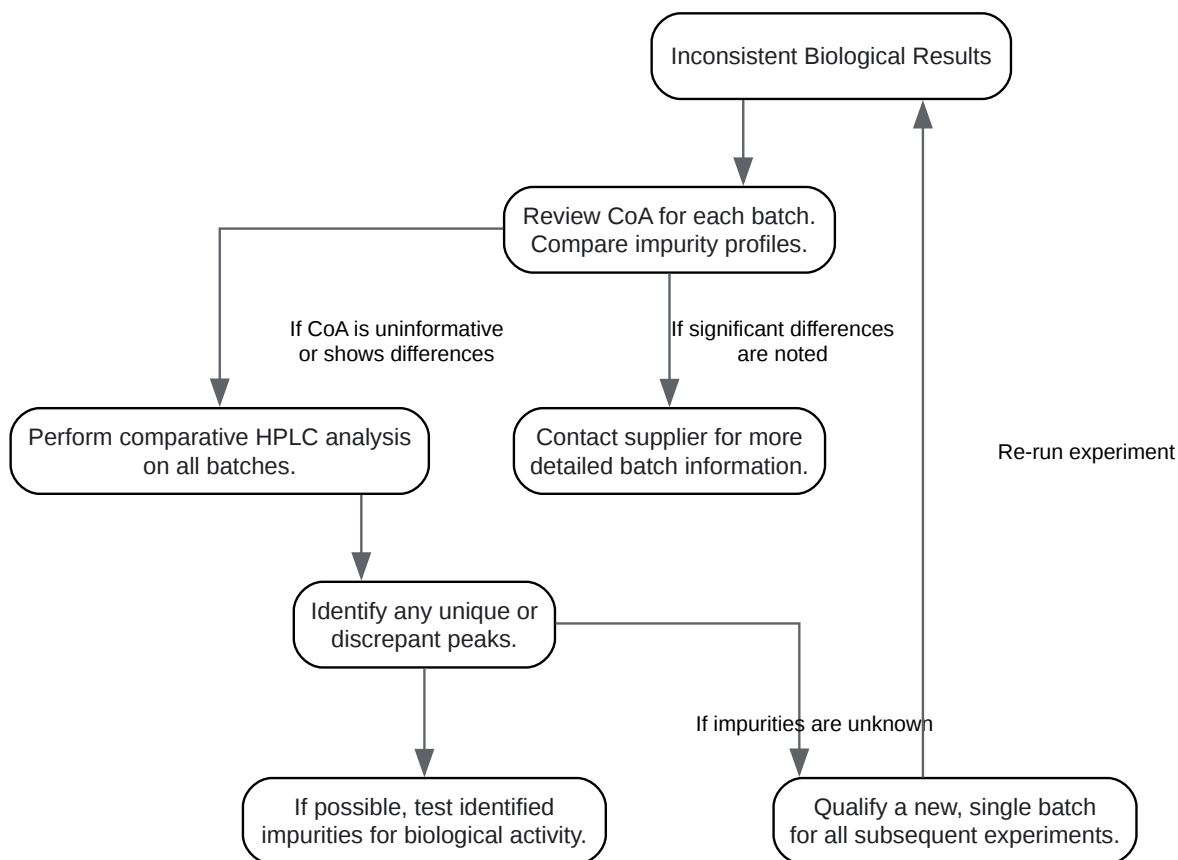 Inconsistent Biological Results
Review CoA for each batch.
Compare impurity profiles.
If CoA is uninformative
or shows differences
If significant differences
are noted
Perform comparative HPLC analysis
on all batches.
Contact supplier for more
detailed batch information.
Re-run experiment
Identify any unique or
discrepant peaks.
If impurities are unknown
If possible, test identified
impurities for biological activity.
Qualify a new, single batch
for all subsequent experiments.